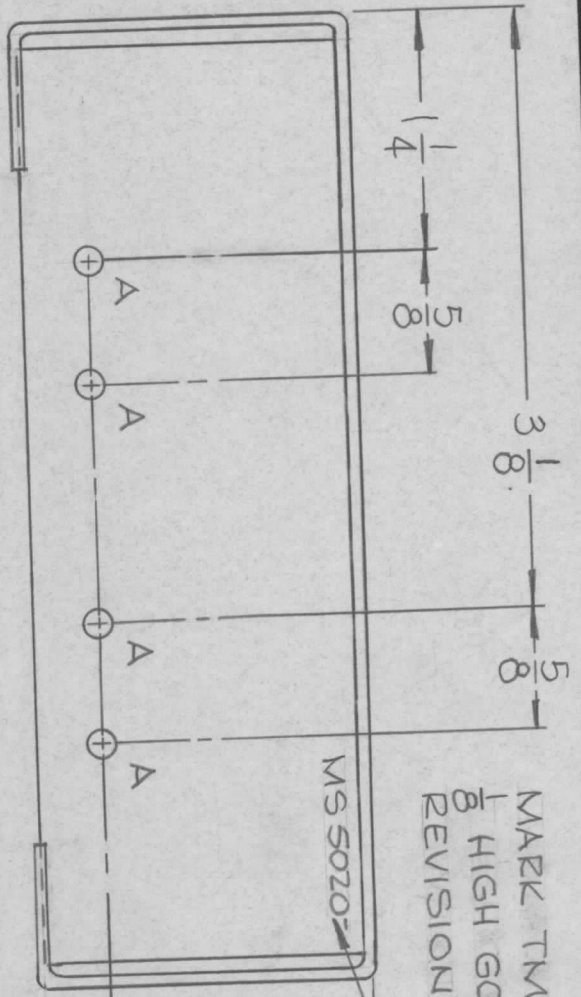 1 1/4
5/8
3 1/8
5/8
A
A
A
A
MS 5020-
MARK TM
1/8 HIGH GO
REVISION